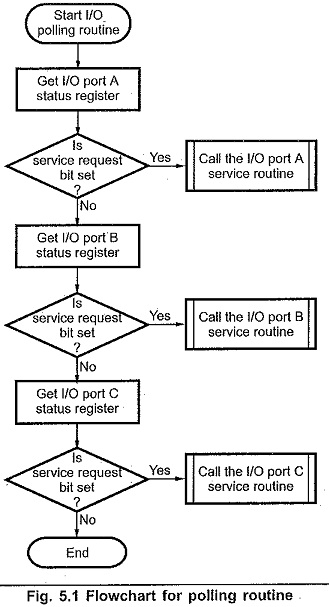 Start I/O
polling routine
Get I/O port A
status register
Is
service request
bit set
?
Yes
Call the I/O port A
service routine
No
Get I/O port B
status register
Is
service request
bit set
?
Yes
Call the I/O port B
service routine
No
Get I/O port C
status register
Is
service request
bit set
?
Yes
Call the I/O port C
service routine
No
End
Fig. 5.1 Flowchart for polling routine